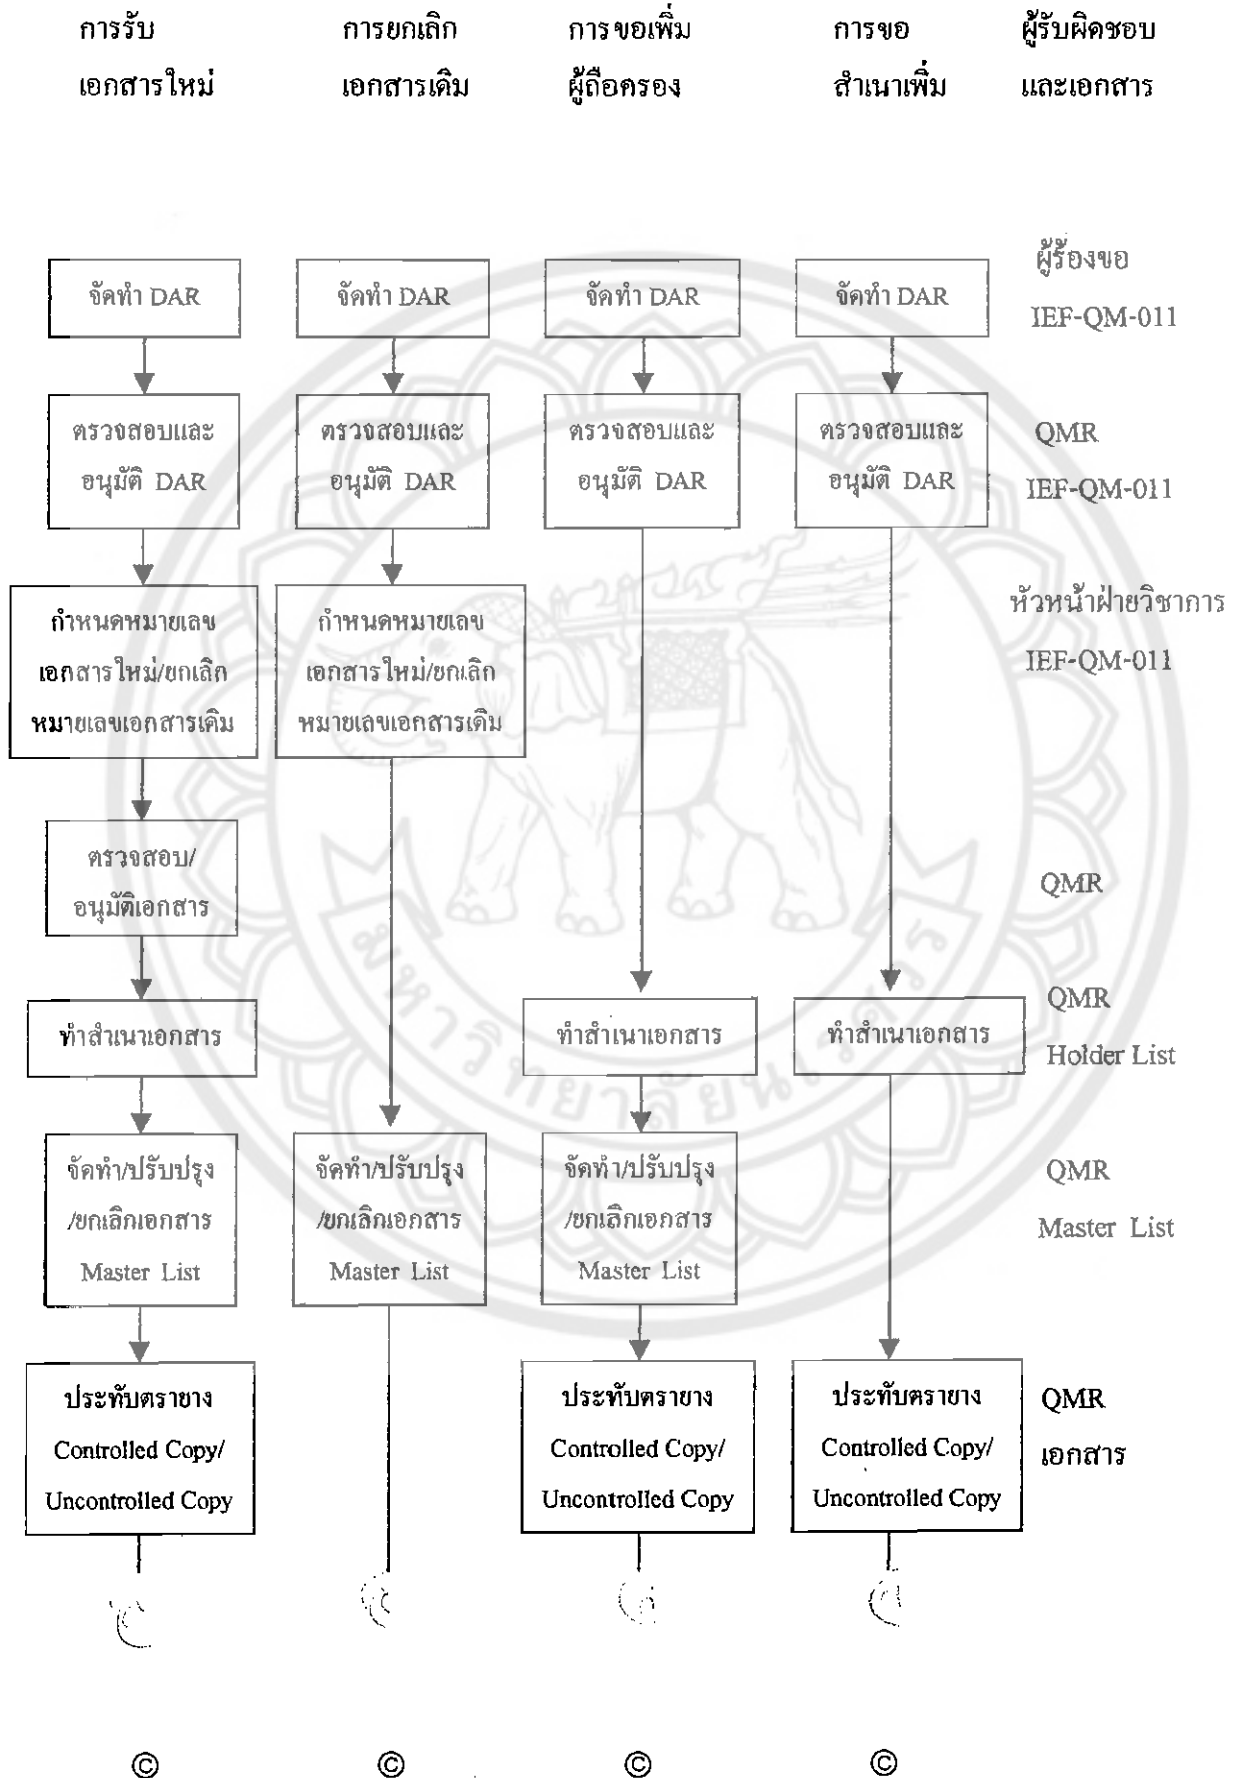 การรับ
เอกสารใหม่
การยกเลิก
เอกสารเดิม
การขอเพิ่ม
ผู้ถือครอง
การขอ
สำเนาเพิ่ม
ผู้รับผิดชอบ
และเอกสาร
จัดทำ DAR
จัดทำ DAR
จัดทำ DAR
จัดทำ DAR
ผู้ร้องขอ
IEF-QM-011
ตรวจสอบและ
อนุมัติ DAR
ตรวจสอบและ
อนุมัติ DAR
ตรวจสอบและ
อนุมัติ DAR
ตรวจสอบและ
อนุมัติ DAR
QMR
IEF-QM-011
กำหนดหมายเลข
เอกสารใหม่/ยกเลิก
หมายเลขเอกสารเดิม
กำหนดหมายเลข
เอกสารใหม่/ยกเลิก
หมายเลขเอกสารเดิม
หัวหน้าฝ่ายวิชาการ
IEF-QM-011
ตรวจสอบ/
อนุมัติเอกสาร
QMR
ทำสำเนาเอกสาร
ทำสำเนาเอกสาร
ทำสำเนาเอกสาร
QMR
Holder List
มหาวิทยาลัยนเรศวร
จัดทำ/ปรับปรุง
/ยกเลิกเอกสาร
Master List
จัดทำ/ปรับปรุง
/ยกเลิกเอกสาร
Master List
จัดทำ/ปรับปรุง
/ยกเลิกเอกสาร
Master List
QMR
Master List
ประทับตรายาง
Controlled Copy/
Uncontrolled Copy
ประทับตรายาง
Controlled Copy/
Uncontrolled Copy
ประทับตรายาง
Controlled Copy/
Uncontrolled Copy
QMR
เอกสาร
© © © ©